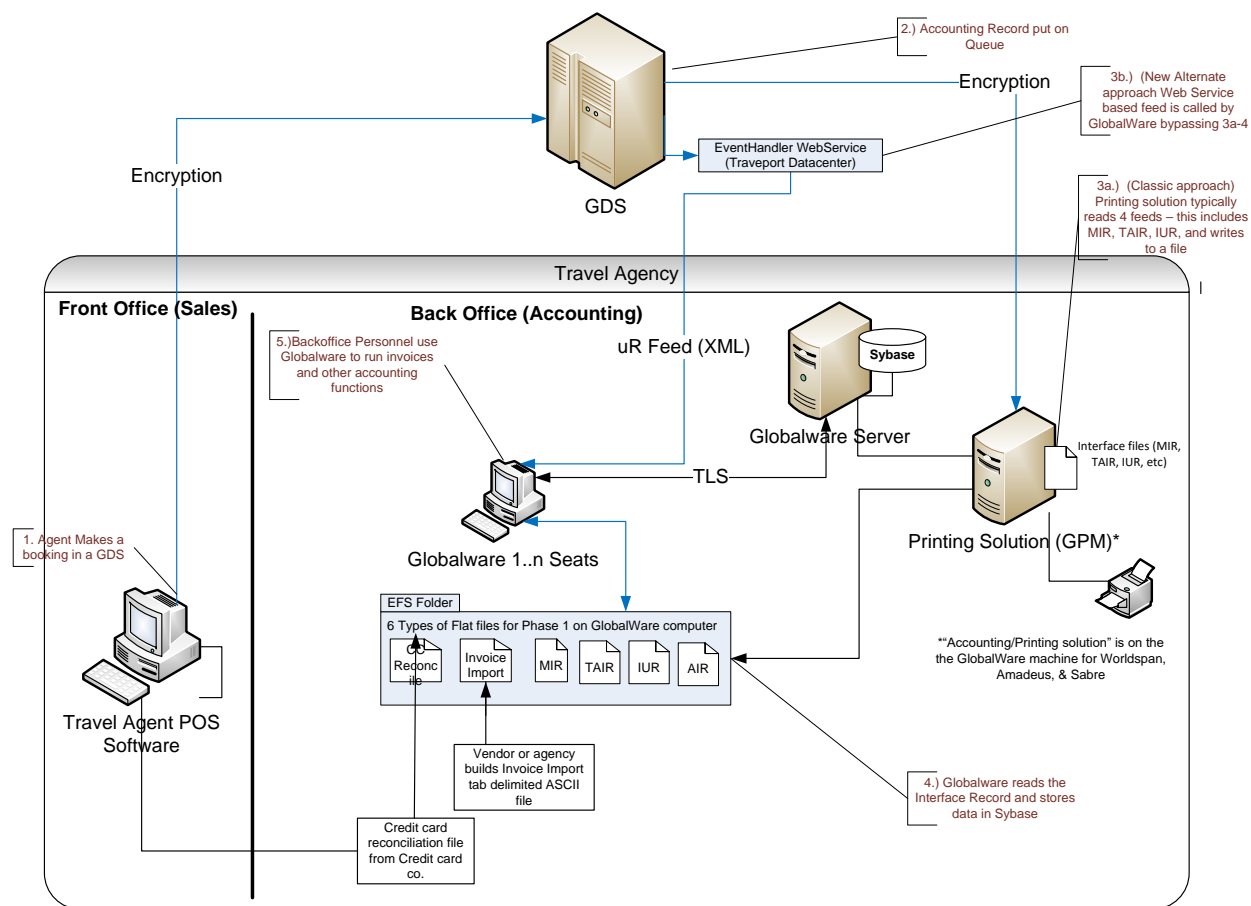 2.) Accounting Record put on
Queue
Encryption
3b.) (New Alternate
approach Web Service
based feed is called by
GlobalWare bypassing 3a-4
EventHandler WebService
(Traveport Datacenter)
Encryption
GDS
3a.) (Classic approach)
Printing solution typically
reads 4 feeds – this includes
MIR, TAIR, IUR, and writes
to a file
Travel Agency
Front Office (Sales)
Back Office (Accounting)
5.)Backoffice Personnel use
Globalware to run invoices
and other accounting
functions
uR Feed (XML)
Sybase
Globalware Server
Interface files (MIR,
TAIR, IUR, etc)
TLS
1. Agent Makes a
booking in a GDS
Globalware 1..n Seats
Printing Solution (GPM)*
EFS Folder
6 Types of Flat files for Phase 1 on GlobalWare computer
CC
Reconc
ile
Invoice
Import
MIR
TAIR
IUR
AIR
*“Accounting/Printing solution” is on the
the GlobalWare machine for Worldspan,
Amadeus, & Sabre
Travel Agent POS
Software
Vendor or agency
builds Invoice Import
tab delimited ASCII
file
4.) Globalware reads the
Interface Record and stores
data in Sybase
Credit card
reconciliation file
from Credit card
co.